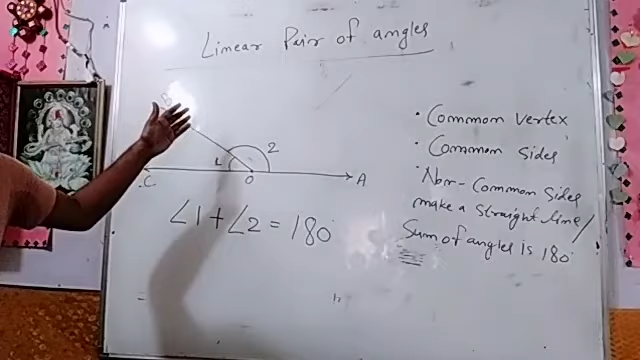 Linear Pair of angles
B
1
2
C
O
A
∠1 + ∠2 = 180°
• Common vertex
• Common sides
• Non-Common sides
make a straight line/
Sum of angles is 180°